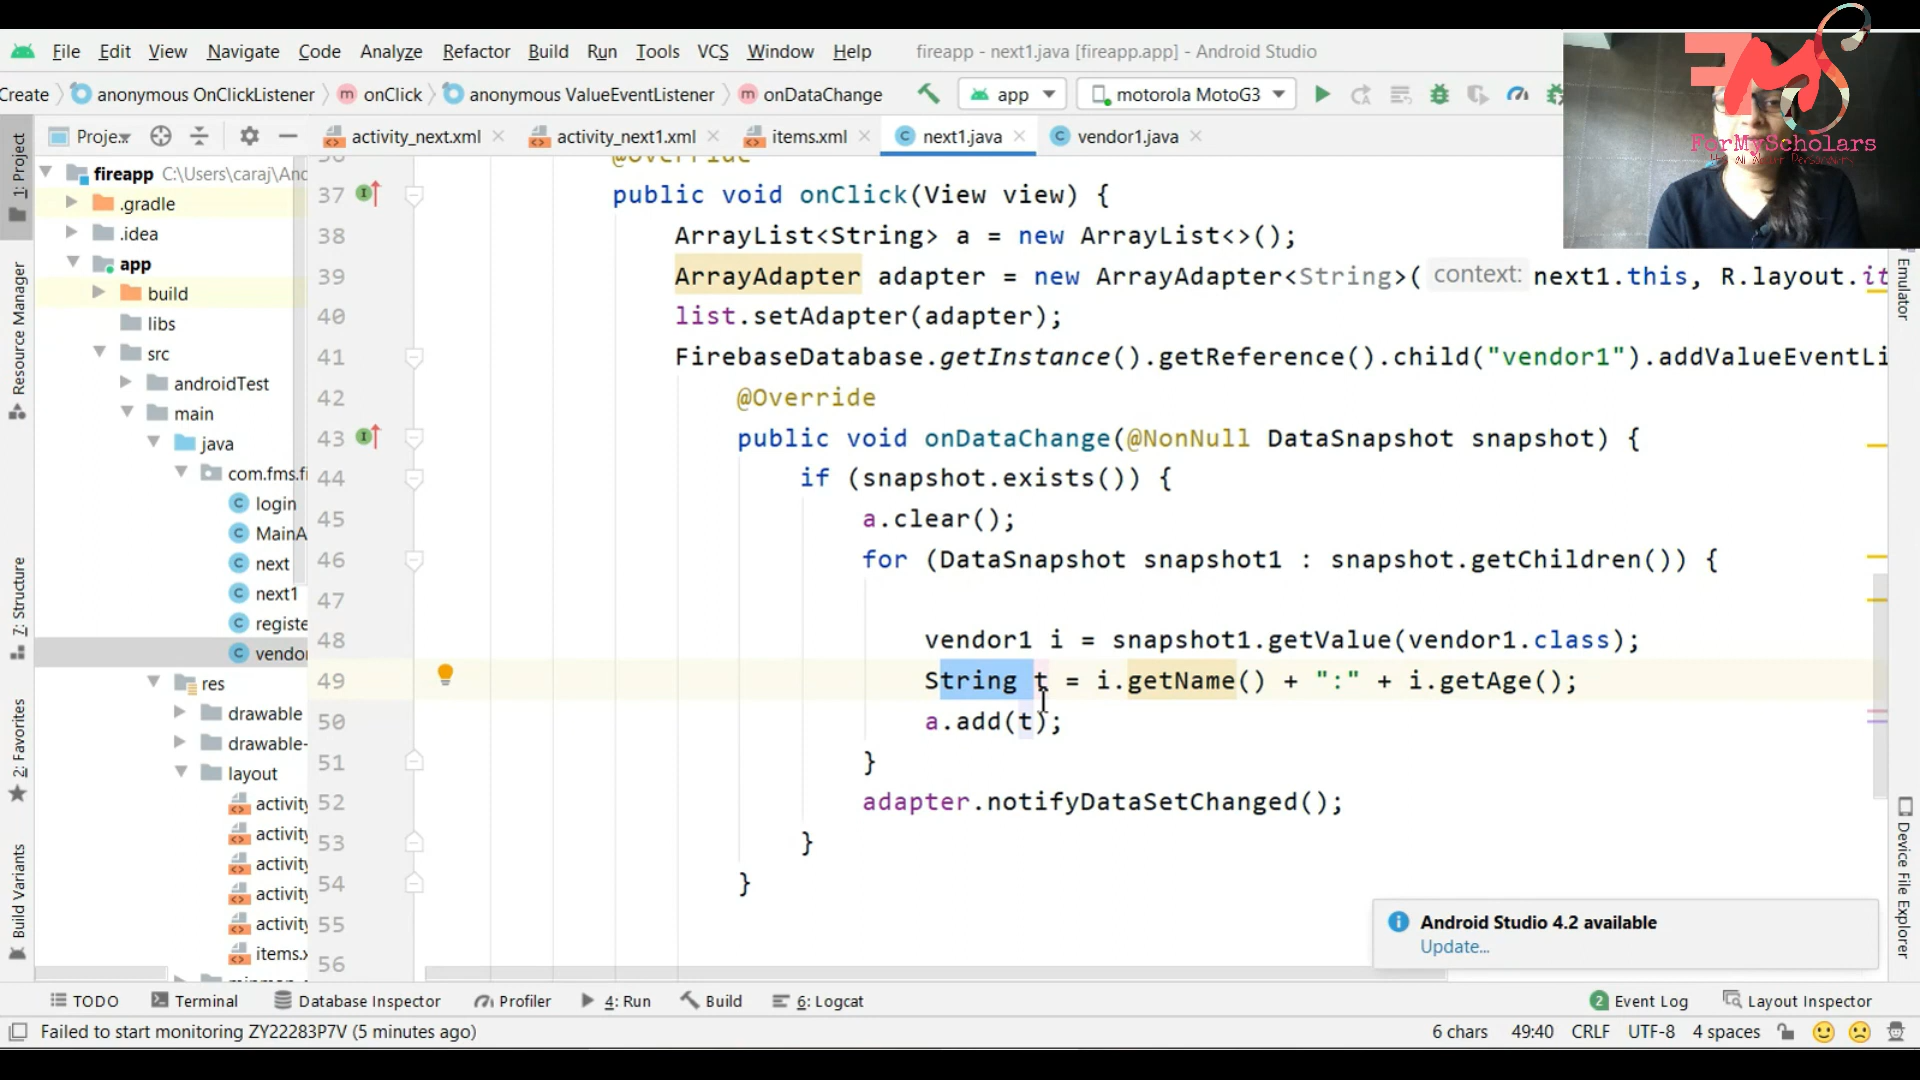 File Edit View Navigate Code Analyze Refactor Build Run Tools VCS Window Help fireapp - next1.java [fireapp.app] - Android Studio
Create anonymous OnClickListener onClick anonymous ValueEventListener onDataChange app motorola MotoG3
ForMyScholars
Proje activity_next.xml activity_next1.xml items.xml next1.java vendor1.java
1: Project
Resource Manager
7: Structure
2: Favorites
Build Variants
fireapp C:\Users\caraj\And
.gradle
.idea
app
build
libs
src
androidTest
main
java
com.fms.fi
login
MainA
next
next1
registe
vendor
res
drawable
drawable-
layout
activity
activity
activity
activity
activity
items.x
@Override
37 public void onClick(View view) {
38 ArrayList<String> a = new ArrayList<>();
39 ArrayAdapter adapter = new ArrayAdapter<String>( context: next1.this, R.layout.it
40 list.setAdapter(adapter);
41 FirebaseDatabase.getInstance().getReference().child("vendor1").addValueEventLi
42 @Override
43 public void onDataChange(@NonNull DataSnapshot snapshot) {
44 if (snapshot.exists()) {
45 a.clear();
46 for (DataSnapshot snapshot1 : snapshot.getChildren()) {
47
48 vendor1 i = snapshot1.getValue(vendor1.class);
49 String t = i.getName() + ":" + i.getAge();
50 a.add(t);
51 }
52 adapter.notifyDataSetChanged();
53 }
54 }
55
56
Emulator
Device File Explorer
Android Studio 4.2 available
Update...
TODO Terminal Database Inspector Profiler 4: Run Build 6: Logcat 2 Event Log Layout Inspector
Failed to start monitoring ZY22283P7V (5 minutes ago) 6 chars 49:40 CRLF UTF-8 4 spaces